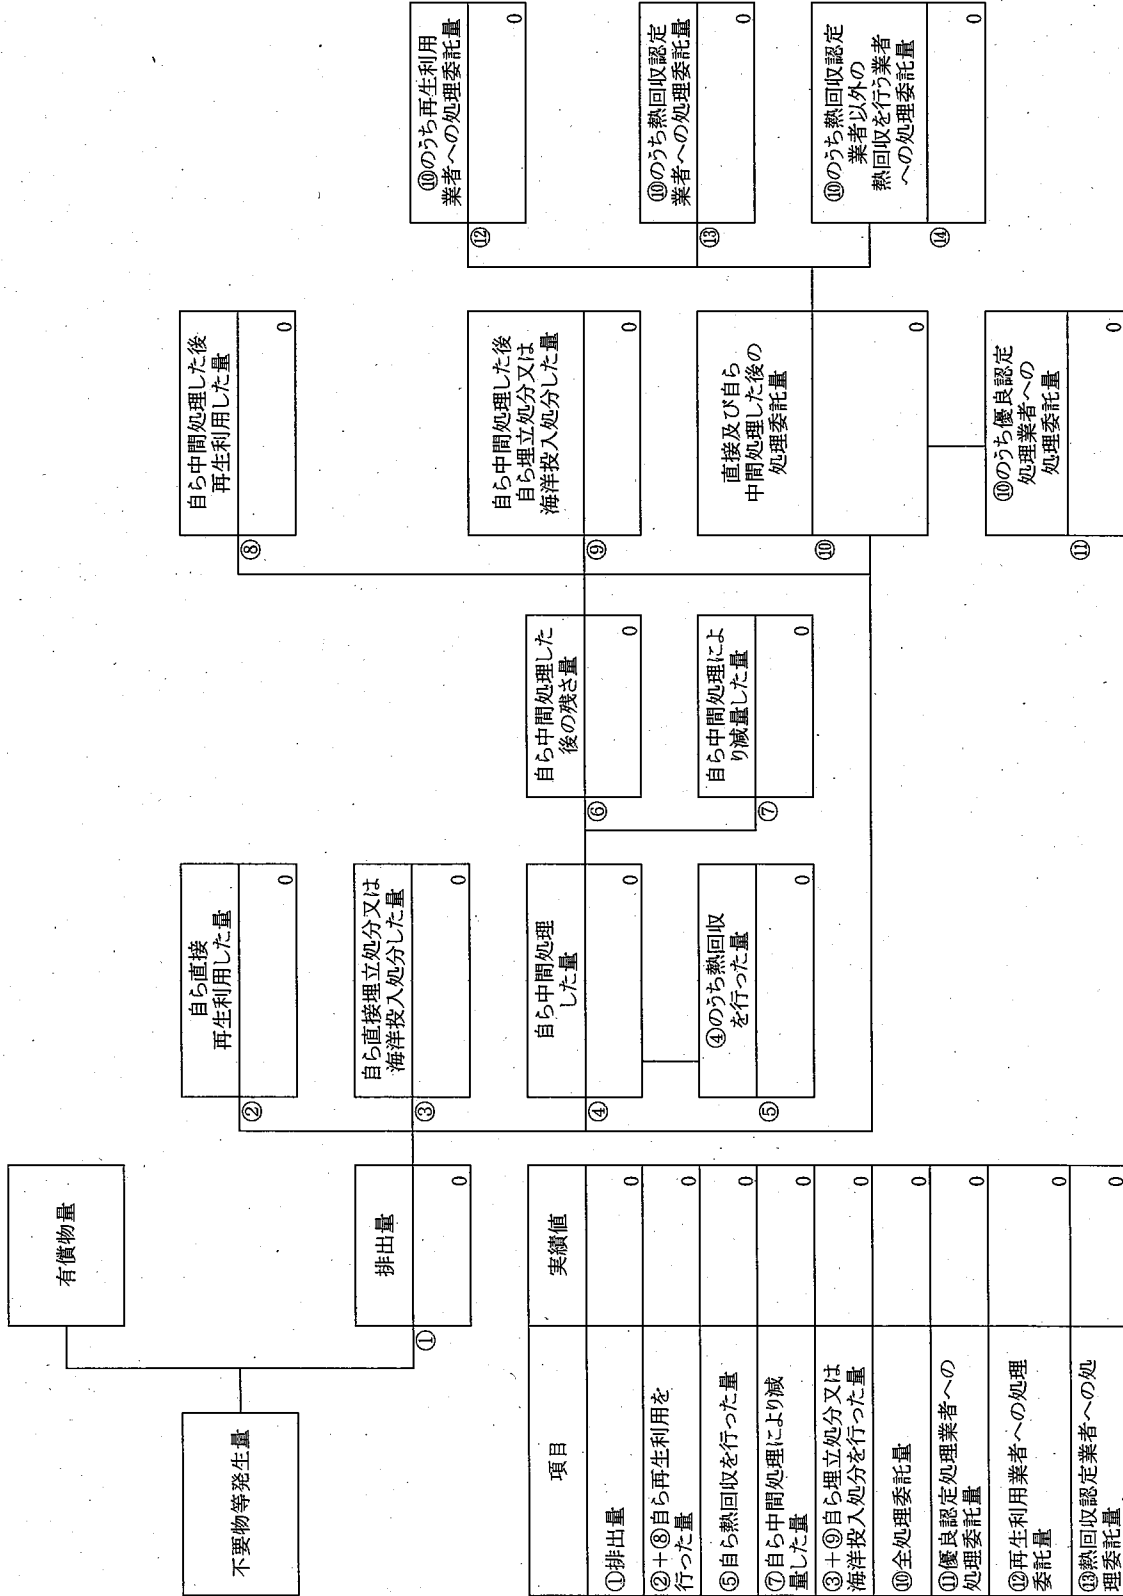 不要物等発生量
有償物量
①
排出量
0
②
自ら直接
再生利用した量
0
③
自ら直接埋立処分又は
海洋投入処分した量
0
④
自ら中間処理
した量
0
⑤
④のうち熱回収
を行った量
0
⑥
自ら中間処理した
後の残さ量
0
⑦
自ら中間処理によ
り減量した量
0
⑧
自ら中間処理した後
再生利用した量
0
⑨
自ら中間処理した後
自ら埋立処分又は
海洋投入処分した量
0
⑩
直接及び自ら
中間処理した後の
処理委託量
0
⑪
⑩のうち優良認定
処理業者への
処理委託量
0
⑫
⑩のうち再生利用
業者への処理委託量
0
⑬
⑩のうち熱回収認定
業者への処理委託量
0
⑭
⑩のうち熱回収認定
業者以外の
熱回収を行う業者
への処理委託量
0
項目
実績値
①排出量
0
②+⑧自ら再生利用を
行った量
0
⑤自ら熱回収を行った量
0
⑦自ら中間処理により減
量した量
0
③+⑨自ら埋立処分又は
海洋投入処分を行った量
0
⑩全処理委託量
0
⑪優良認定処理業者への
処理委託量
0
⑫再生利用業者への処理
委託量
0
⑬熱回収認定業者への処
理委託量
0